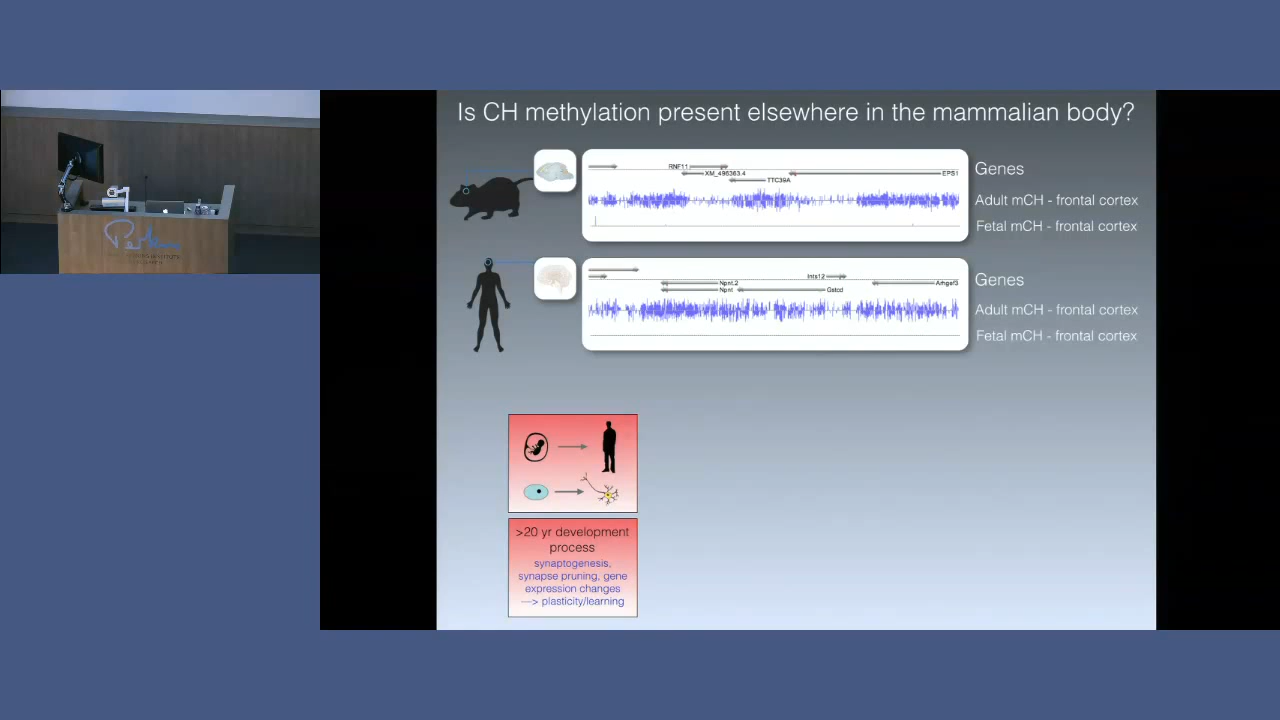 Is CH methylation present elsewhere in the mammalian body?
RNF11
XM_496363.4
EPS1
TTC39A
Genes
Adult mCH - frontal cortex
Fetal mCH - frontal cortex
Ints12
Npnt.2
Arhgef3
Npnt
Gstcd
Genes
Adult mCH - frontal cortex
Fetal mCH - frontal cortex
>20 yr development
process
synaptogenesis,
synapse pruning, gene
expression changes
—> plasticity/learning